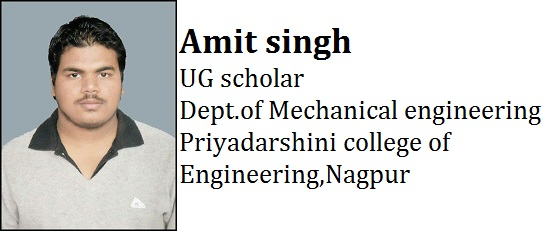 Amit singh
UG scholar
Dept.of Mechanical engineering
Priyadarshini college of
Engineering,Nagpur